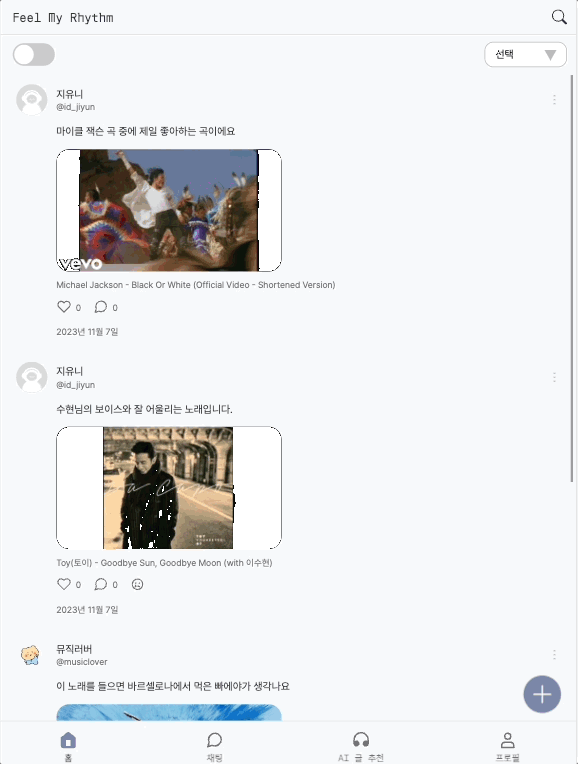 Feel My Rhythm
선택
지유니
@id_jiyun
마이클 잭슨 곡 중에 제일 좋아하는 곡이에요
vevo
Michael Jackson - Black Or White (Official Video - Shortened Version)
0 0
2023년 11월 7일
지유니
@id_jiyun
수현님의 보이스와 잘 어울리는 노래입니다.
Toy(토이) - Goodbye Sun, Goodbye Moon (with 이수현)
0 0
2023년 11월 7일
뮤직러버
@musiclover
이 노래를 들으면 바르셀로나에서 먹은 빠에야가 생각나요
홈 채팅 AI 글 추천 프로필